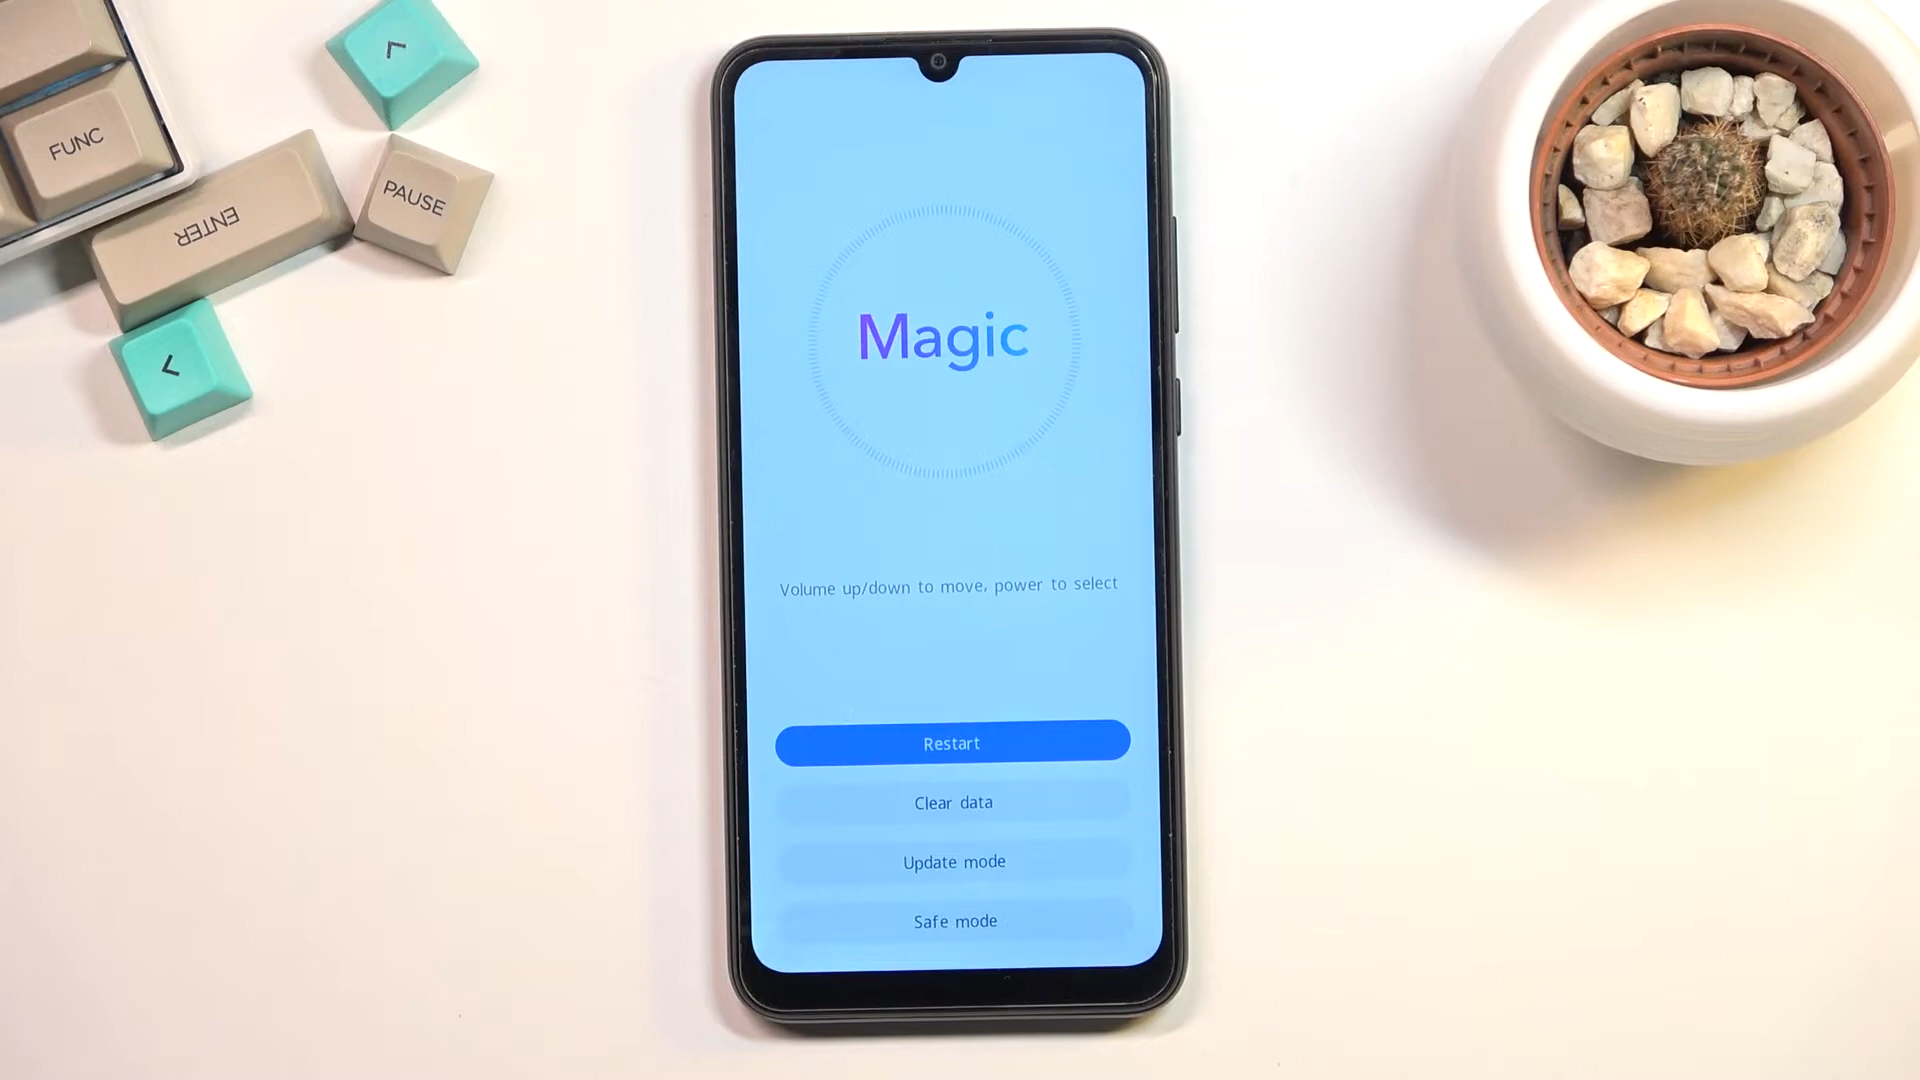 FUNC
ENTER
PAUSE
<
<
Magic
Volume up/down to move, power to select
Restart
Clear data
Update mode
Safe mode